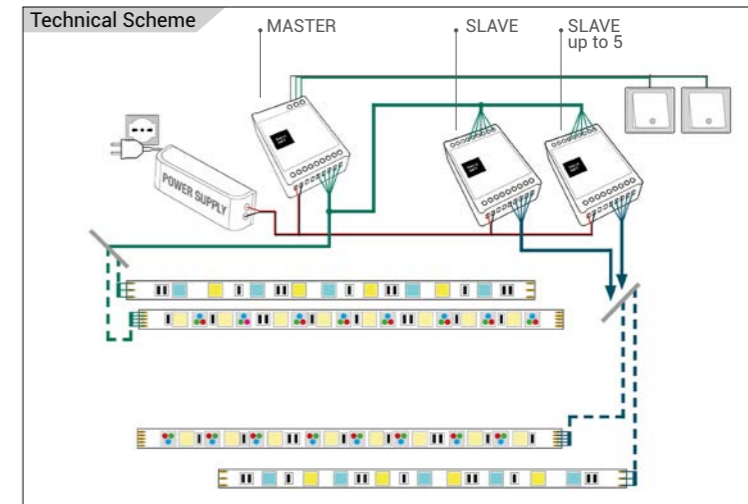 Technical Scheme
MASTER
SLAVE
SLAVE
up to 5
POWER SUPPLY